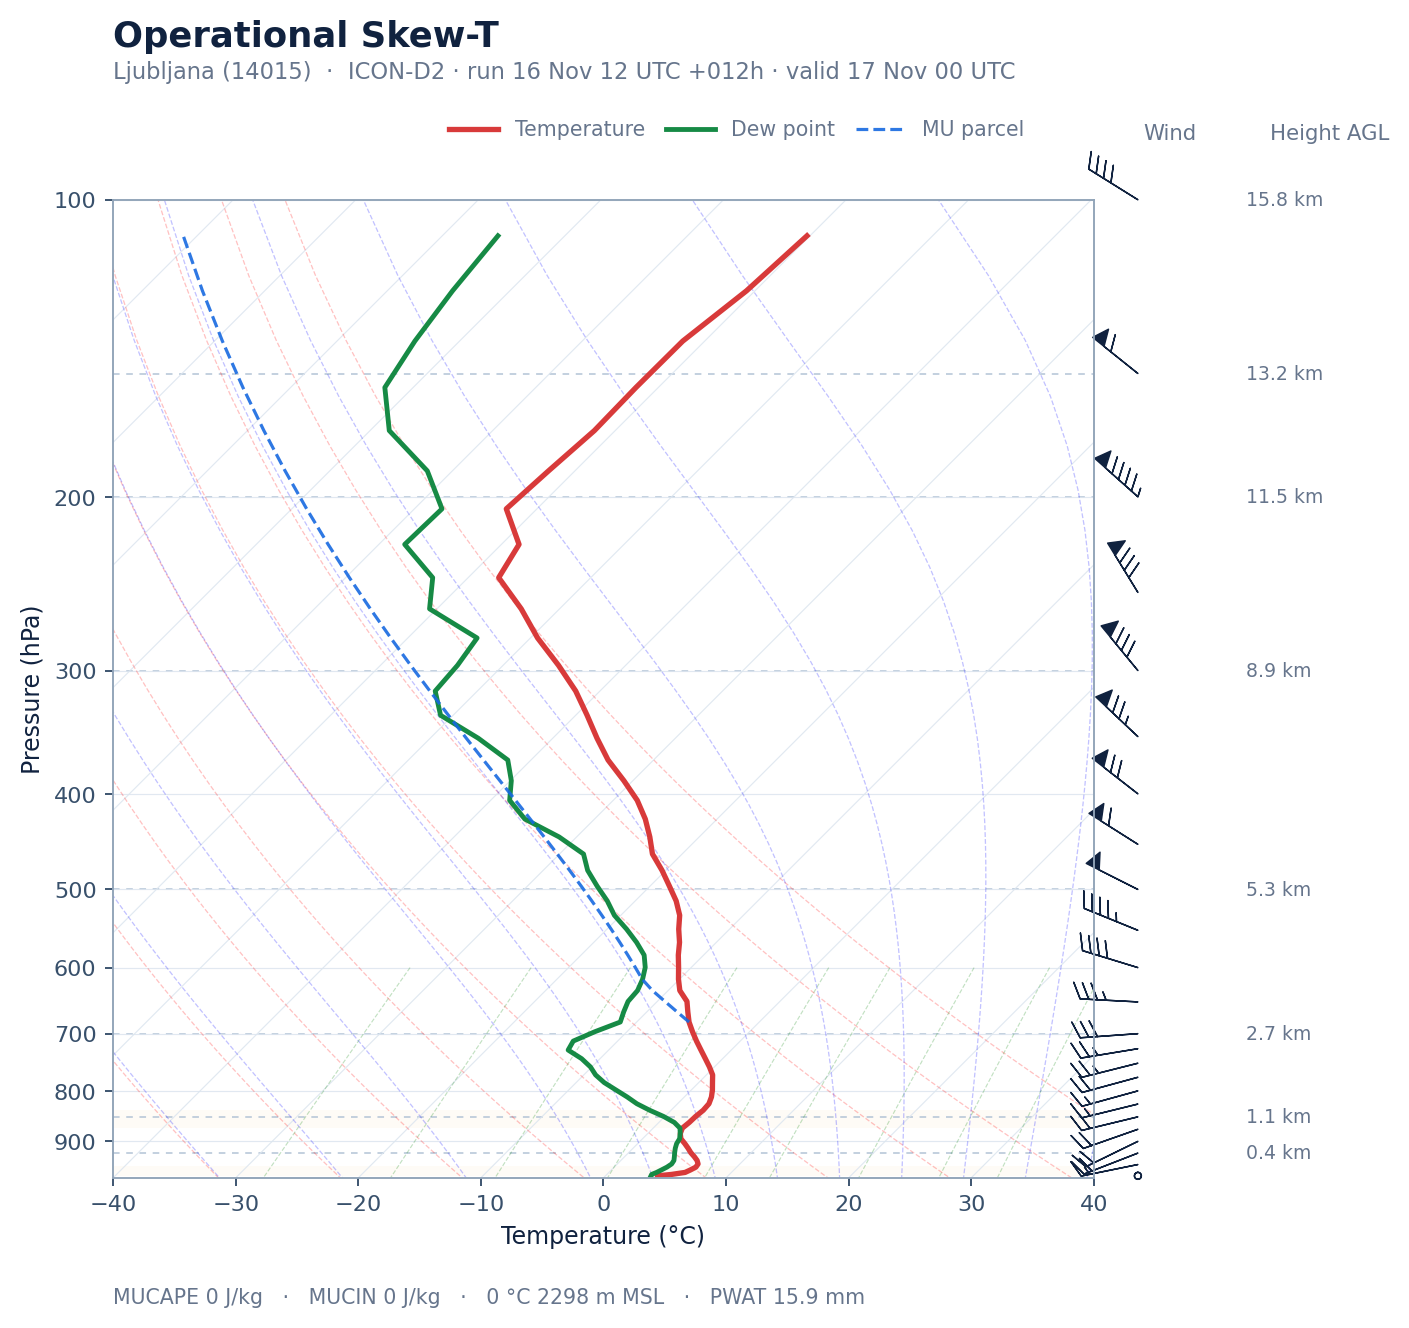 Operational Skew-T
Ljubljana (14015)  ·  ICON-D2 · run 16 Nov 12 UTC +012h · valid 17 Nov 00 UTC
Temperature
Dew point
MU parcel
Wind
Height AGL
100
200
300
400
500
600
700
800
900
Pressure (hPa)
15.8 km
13.2 km
11.5 km
8.9 km
5.3 km
2.7 km
1.1 km
0.4 km
−40
−30
−20
−10
0
10
20
30
40
Temperature (°C)
MUCAPE 0 J/kg   ·   MUCIN 0 J/kg   ·   0 °C 2298 m MSL   ·   PWAT 15.9 mm